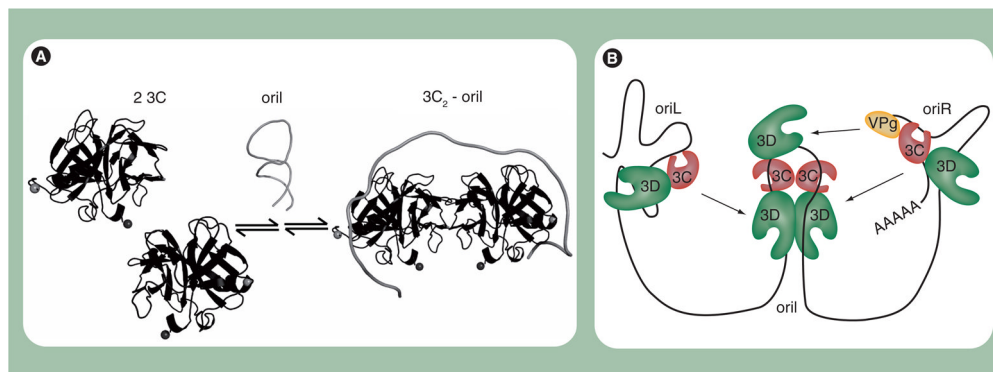 A
2 3C
oriI
3C2 - oriI
B
oriL
oriR
VPg
3D
3C
3C
3C
3C
3D
3D
3D
3D
AAAAA
oriI